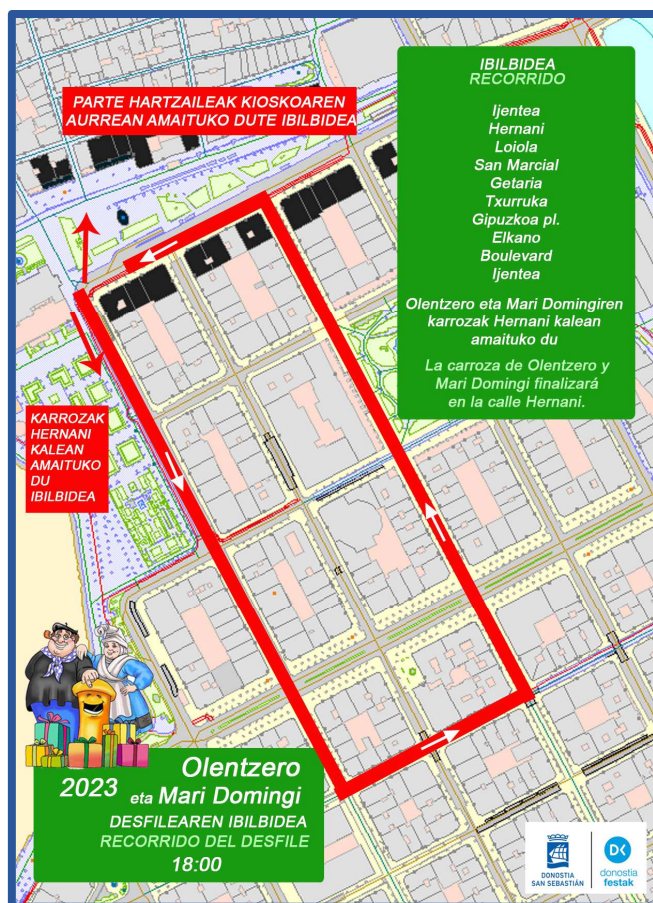 PARTE HARTZAILEAK KIOSKOAREN
AURREAN AMAITUKO DUTE IBILBIDEA
IBILBIDEA
RECORRIDO
Ijentea
Hernani
Loiola
San Marcial
Getaria
Txurruka
Gipuzkoa pl.
Elkano
Boulevard
Ijentea
Olentzero eta Mari Domingiren
karrozak Hernani kalean
amaituko du
La carroza de Olentzero y
Mari Domingi finalizará
en la calle Hernani.
KARROZAK
HERNANI
KALEAN
AMAITUKO
DU
IBILBIDEA
2023
Olentzero
eta Mari Domingi
DESFILEAREN IBILBIDEA
RECORRIDO DEL DESFILE
18:00
DONOSTIA
SAN SEBASTIÁN
DK
donostia
festak